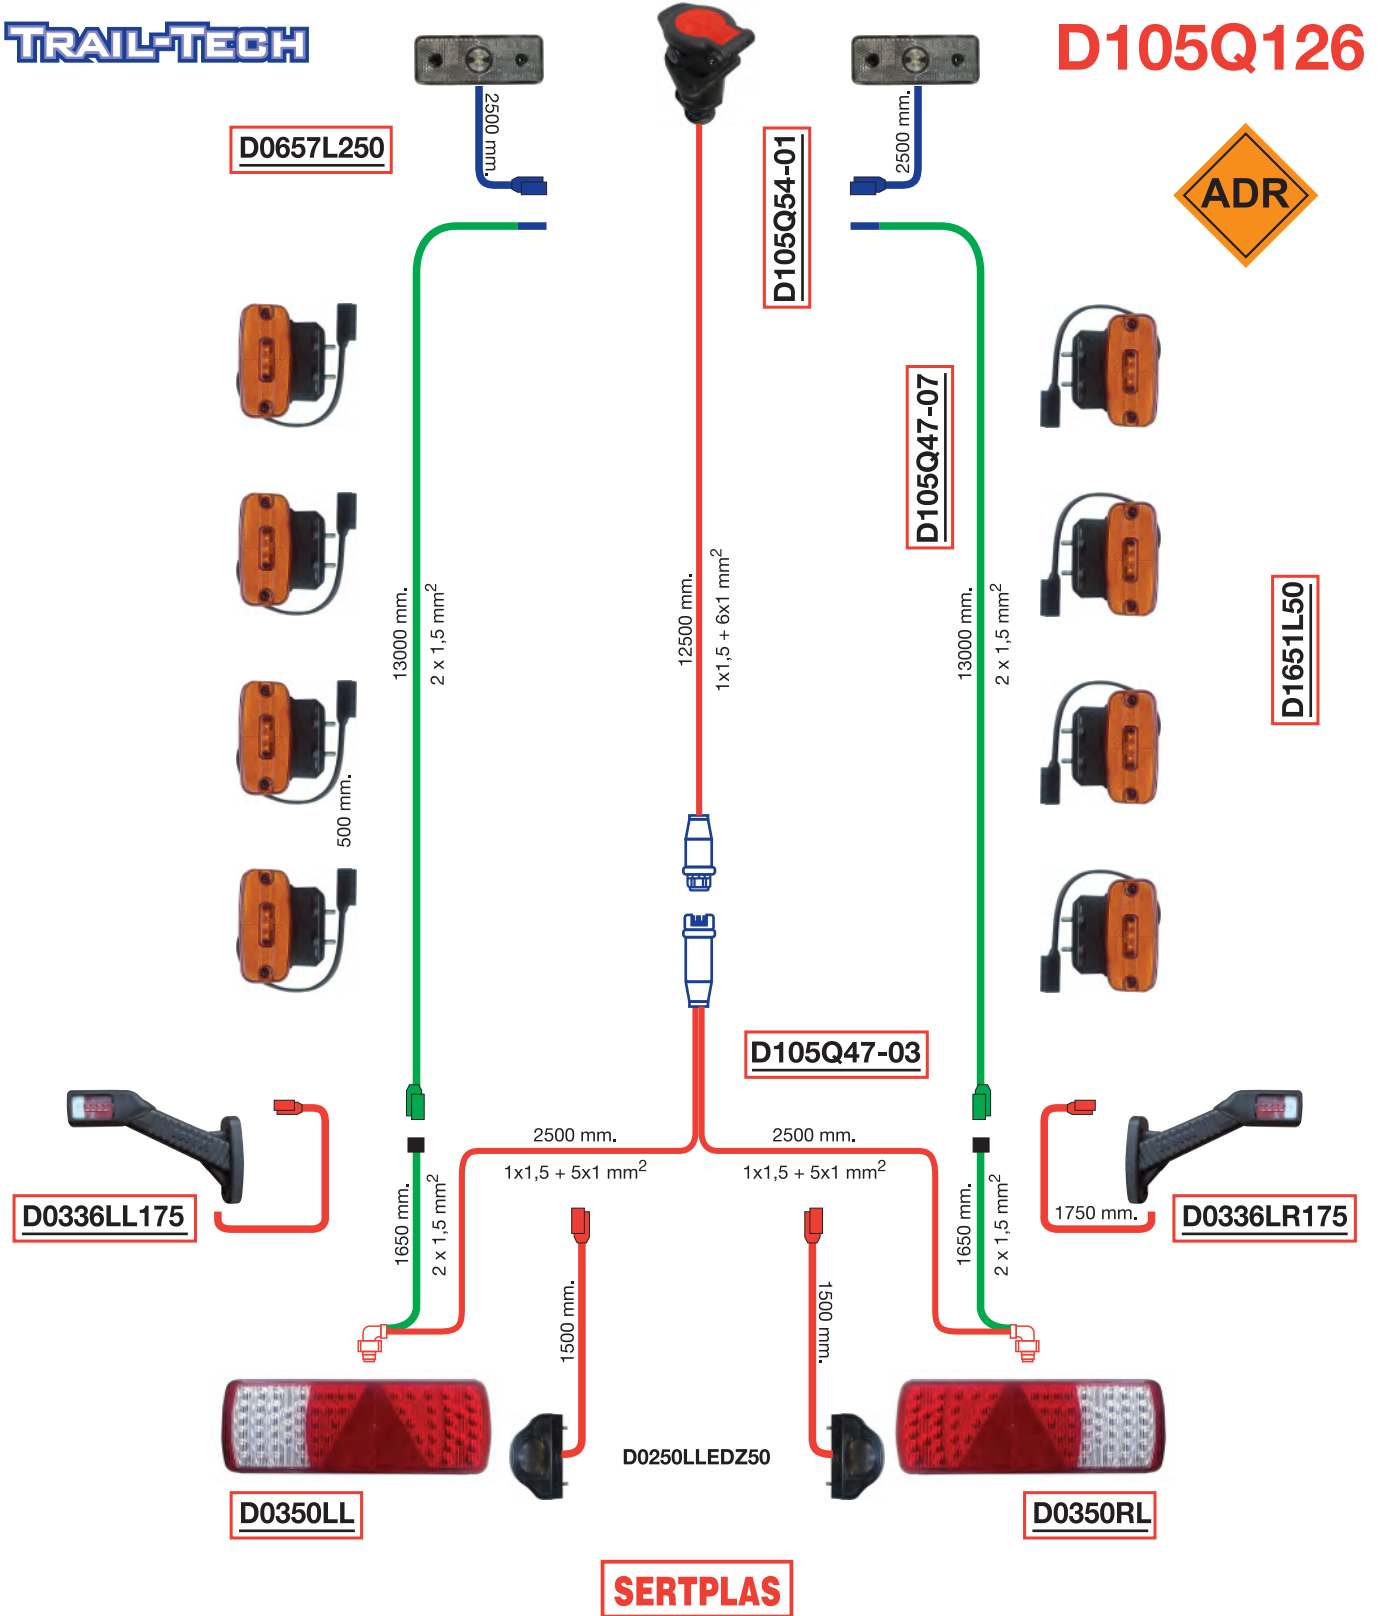 TRAIL-TECH
D105Q126
ADR
D0657L250
2500 mm.
2500 mm.
D105Q54-01
D105Q47-07
13000 mm.
2 x 1,5 mm²
12500 mm.
1x1,5 + 6x1 mm²
13000 mm.
2 x 1,5 mm²
D1651L50
500 mm.
D105Q47-03
2500 mm.
1x1,5 + 5x1 mm²
2500 mm.
1x1,5 + 5x1 mm²
D0336LL175
1650 mm.
2 x 1,5 mm²
1650 mm.
2 x 1,5 mm²
1750 mm.
D0336LR175
1500 mm.
1500 mm.
D0250LLEDZ50
D0350LL
D0350RL
SERTPLAS